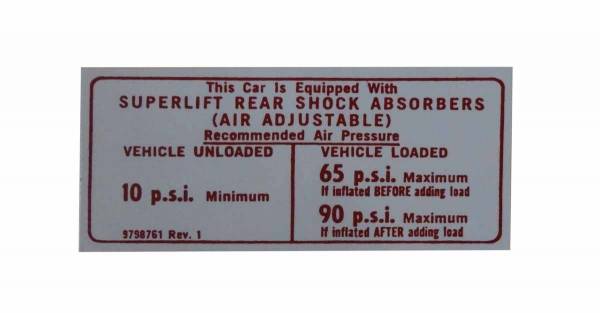 This Car Is Equipped With
SUPERLIFT REAR SHOCK ABSORBERS
(AIR ADJUSTABLE)
Recommended Air Pressure
VEHICLE UNLOADED
10 p.s.i. Minimum
9798761 Rev. 1
VEHICLE LOADED
65 p.s.i. Maximum
If inflated BEFORE adding load
90 p.s.i. Maximum
If inflated AFTER adding load